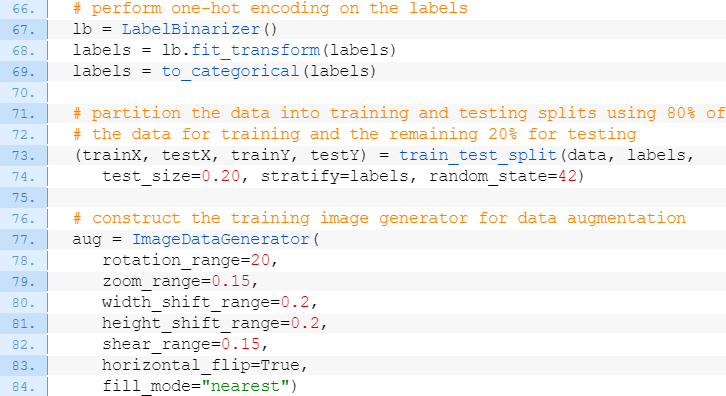 66. # perform one-hot encoding on the labels
67. lb = LabelBinarizer()
68. labels = lb.fit_transform(labels)
69. labels = to_categorical(labels)
70.
71. # partition the data into training and testing splits using 80% of
72. # the data for training and the remaining 20% for testing
73. (trainX, testX, trainY, testY) = train_test_split(data, labels,
74. test_size=0.20, stratify=labels, random_state=42)
75.
76. # construct the training image generator for data augmentation
77. aug = ImageDataGenerator(
78. rotation_range=20,
79. zoom_range=0.15,
80. width_shift_range=0.2,
81. height_shift_range=0.2,
82. shear_range=0.15,
83. horizontal_flip=True,
84. fill_mode="nearest")